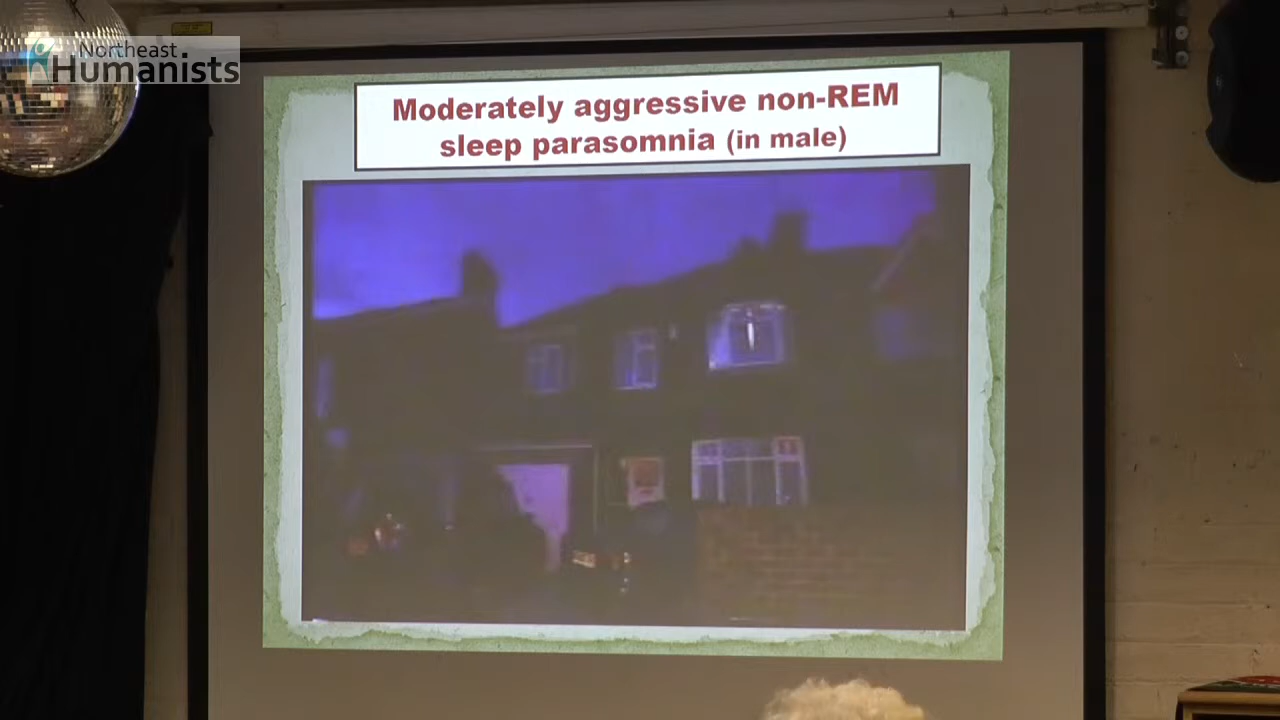 Northeast
Humanists
Moderately aggressive non-REM
sleep parasomnia (in male)